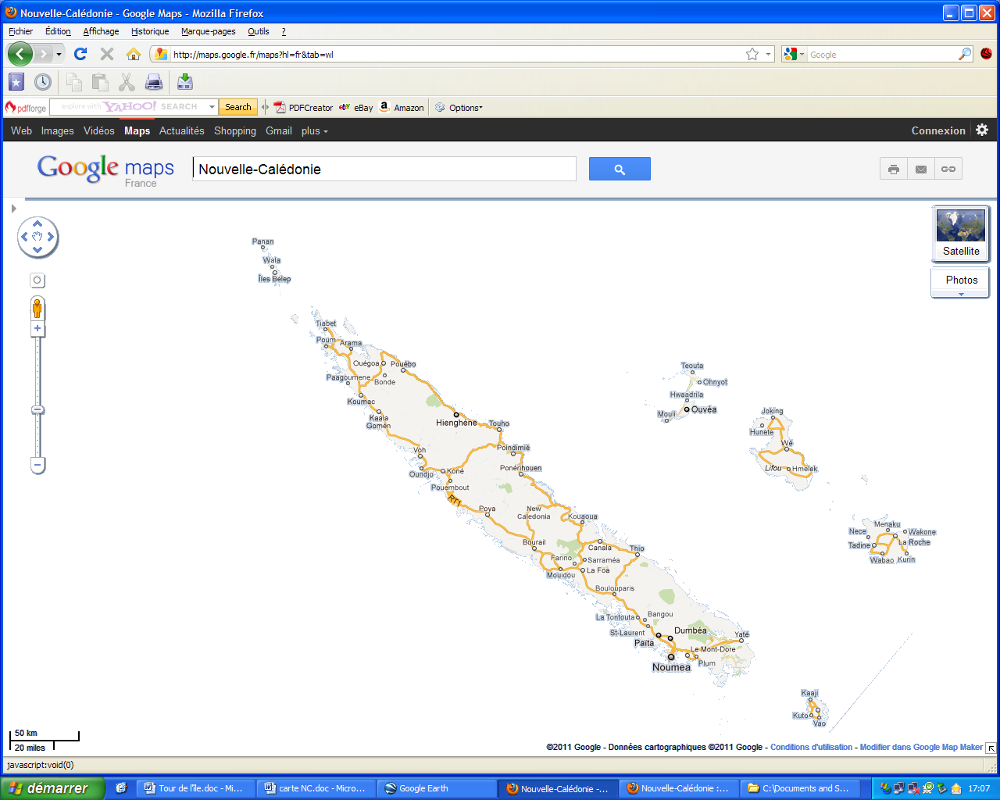 Nouvelle-Calédonie - Google Maps - Mozilla Firefox
Fichier Édition Affichage Historique Marque-pages Outils ?
http://maps.google.fr/maps?hl=fr&tab=wl Google
pdfforge explore with YAHOO! SEARCH Search PDFCreator eBay Amazon Options
Web Images Vidéos Maps Actualités Shopping Gmail plus Connexion
Google maps
France
Nouvelle-Calédonie
Satellite
Photos
Panan
Wala
Îles Belep
Tiabet
Poum
Arama
Ouégoa
Pouébo
Paagoumene
Bonde
Koumac
Kaala
Gomén
Hienghène
Touho
Voh
Poindimié
Oundjo
Koné
Ponérihouen
Pouembout
RT1
Poya
New
Caledonia
Kouaoua
Bourail
Canala
Thio
Farino
Sarraméa
Mouidou
La Foa
Boulouparis
La Tontouta
Bangou
St-Laurent
Dumbéa
Païta
Yaté
Le Mont-Dore
Noumea
Plum
Teouta
Ohnyot
Hwaadrila
Mouli
Ouvéa
Joking
Hunëtë
Wé
Lifou
Hmelek
Menaku
Nece
Wakone
Tadine
La Roche
Wabao
Kurin
Kaaji
Kuto
Vao
50 km
20 miles
©2011 Google - Données cartographiques ©2011 Google - Conditions d'utilisation - Modifier dans Google Map Maker
javascript:void(0)
démarrer Tour de l'île.doc - Mi... carte NC.doc - Micro... Google Earth Nouvelle-Calédonie -... Nouvelle-Calédonie :... C:\Documents and S... 17:07